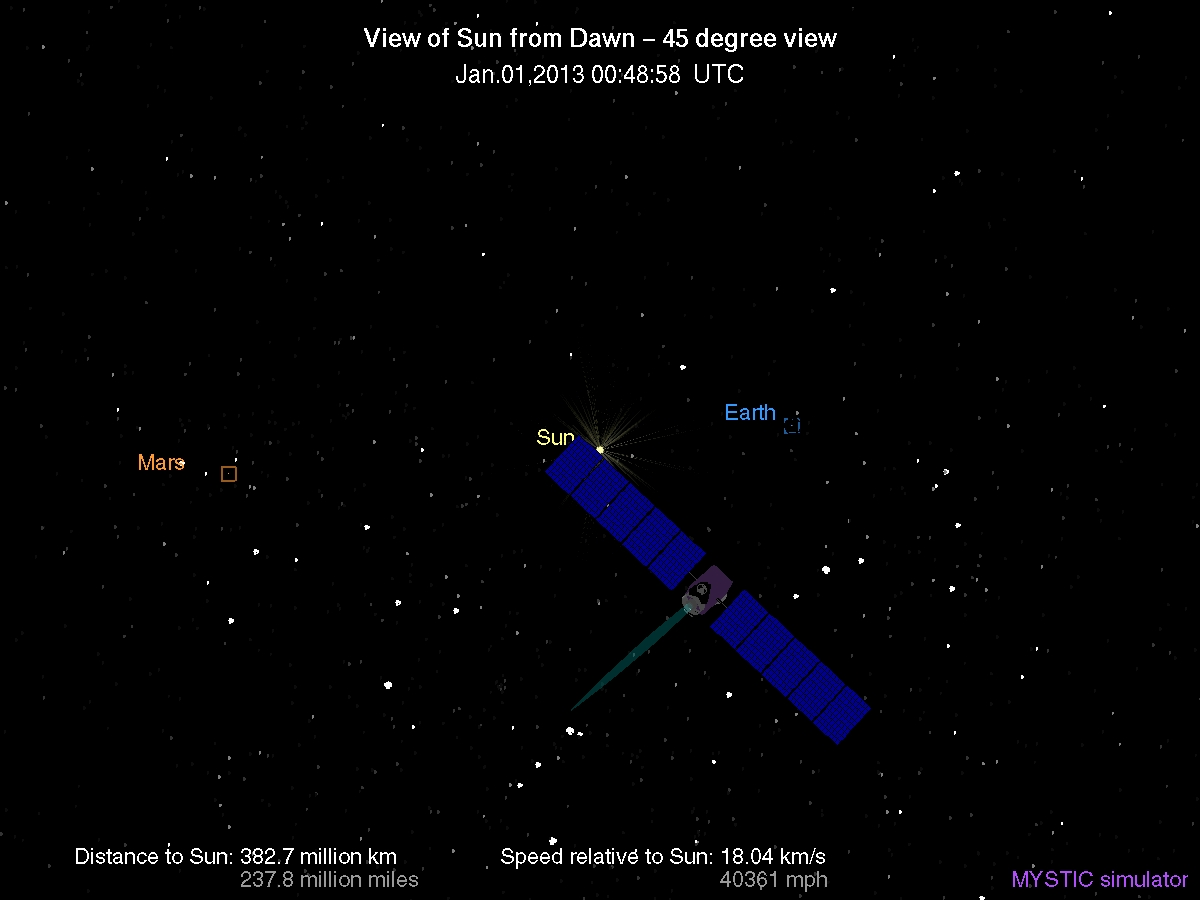 View of Sun from Dawn – 45 degree view
Jan.01,2013 00:48:58 UTC
Earth
Sun
Mars
Distance to Sun: 382.7 million km
237.8 million miles
Speed relative to Sun: 18.04 km/s
40361 mph
MYSTIC simulator